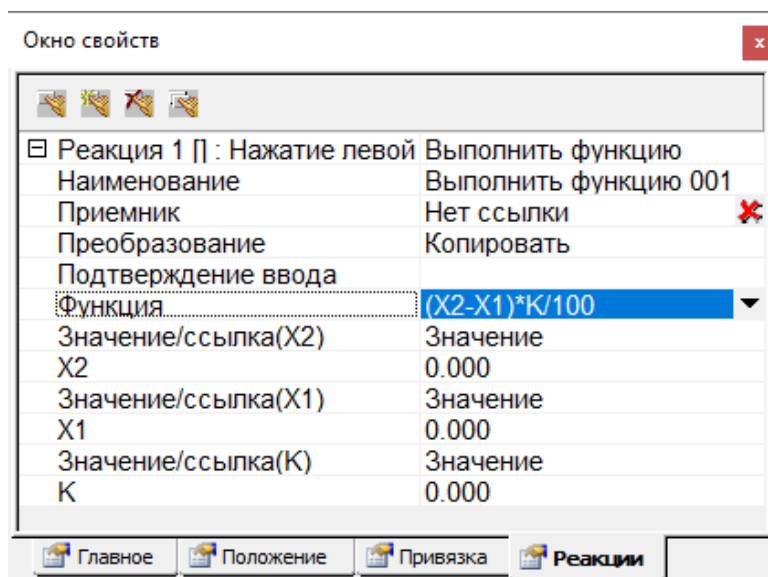 Окно свойств
x
Реакция 1 [] : Нажатие левой Выполнить функцию
Наименование Выполнить функцию 001
Приемник Нет ссылки
Преобразование Копировать
Подтверждение ввода
Функция (X2-X1)*K/100
Значение/ссылка(X2) Значение
X2 0.000
Значение/ссылка(X1) Значение
X1 0.000
Значение/ссылка(K) Значение
K 0.000
Главное Положение Привязка Реакции